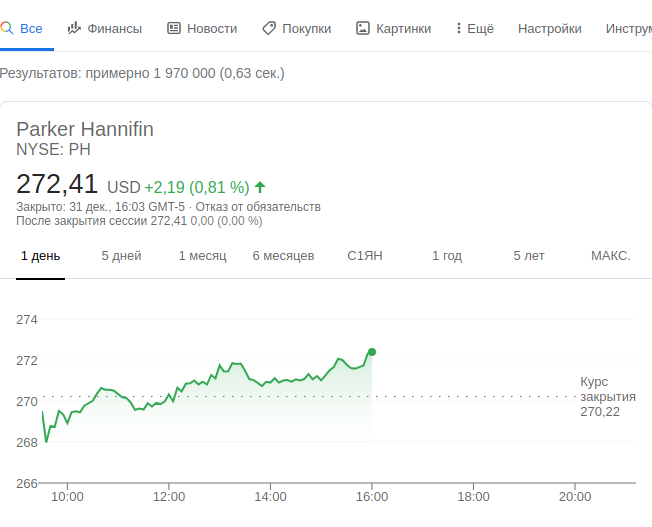 Все Финансы Новости Покупки Картинки Ещё Настройки Инструм
Результатов: примерно 1 970 000 (0,63 сек.)
Parker Hannifin
NYSE: PH
272,41 USD +2,19 (0,81 %)
Закрыто: 31 дек., 16:03 GMT-5 · Отказ от обязательств
После закрытия сессии 272,41 0,00 (0,00 %)
1 день 5 дней 1 месяц 6 месяцев С1ЯН 1 год 5 лет МАКС.
274
272
270
268
266
Курс
закрытия
270,22
10:00 12:00 14:00 16:00 18:00 20:00